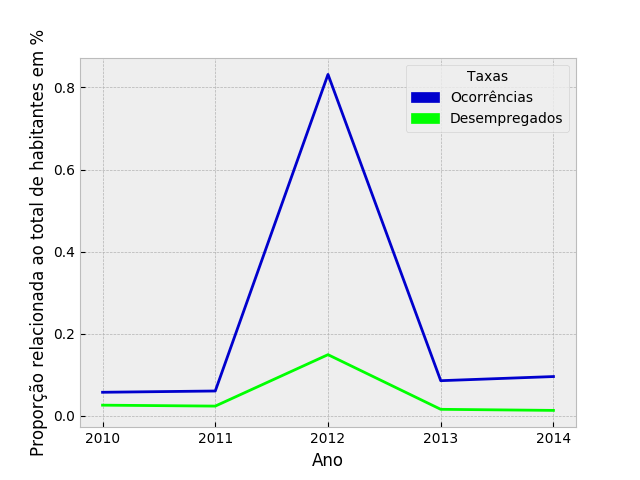 Proporção relacionada ao total de habitantes em %
0.8
0.6
0.4
0.2
0.0
Taxas
Ocorrências
Desempregados
2010 2011 2012 2013 2014
Ano